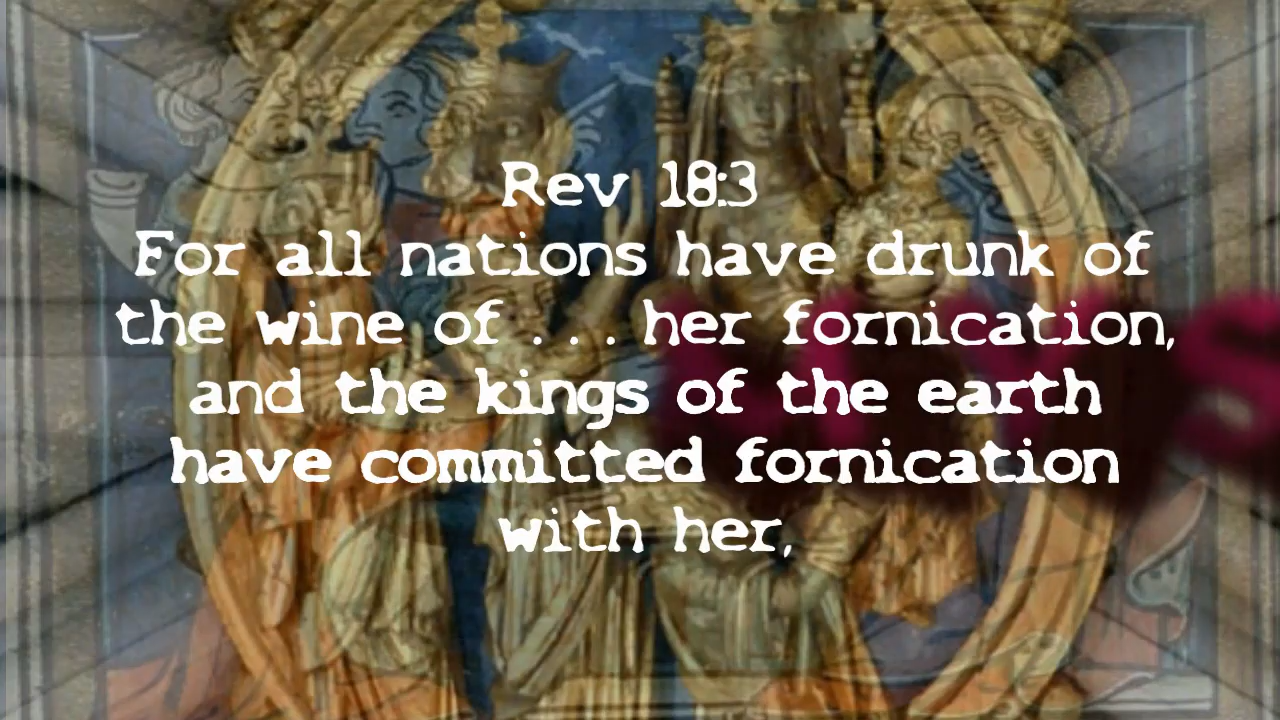 Rev 18:3
For all nations have drunk of
the wine of . . . her fornication,
and the kings of the earth
have committed fornication
with her,